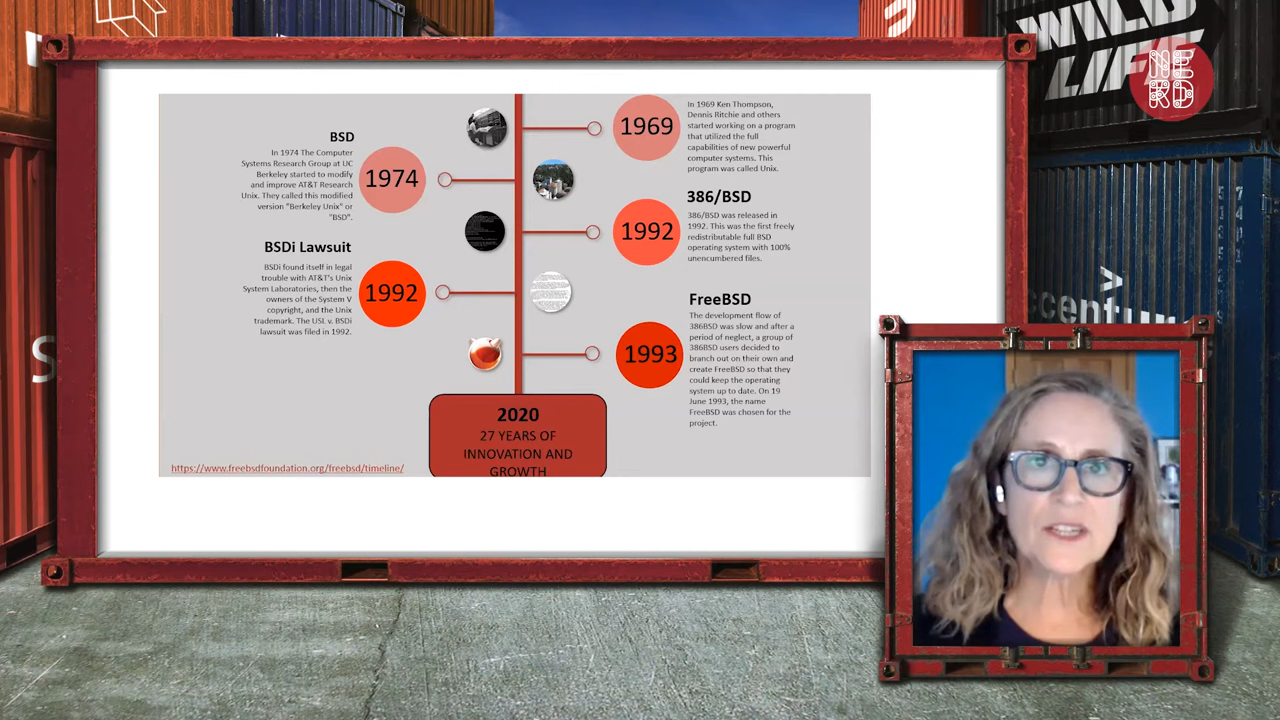 WILD
LIFE
NE
RD
accenture
In 1969 Ken Thompson,
Dennis Ritchie and others
started working on a program
that utilized the full
capabilities of new powerful
computer systems. This
program was called Unix.
1969
BSD
In 1974 The Computer
Systems Research Group at UC
Berkeley started to modify
and improve AT&T Research
Unix. They called this modified
version "Berkeley Unix" or
"BSD".
1974
386/BSD
386/BSD was released in
1992. This was the first freely
redistributable full BSD
operating system with 100%
unencumbered files.
1992
BSDi Lawsuit
BSDi found itself in legal
trouble with AT&T's Unix
System Laboratories, then the
owners of the System V
copyright, and the Unix
trademark. The USL v. BSDi
lawsuit was filed in 1992.
1992
FreeBSD
The development flow of
386BSD was slow and after a
period of neglect, a group of
386BSD users decided to
branch out on their own and
create FreeBSD so that they
could keep the operating
system up to date. On 19
June 1993, the name
FreeBSD was chosen for the
project.
1993
2020
27 YEARS OF
INNOVATION AND
GROWTH
https://www.freebsdfoundation.org/freebsd/timeline/